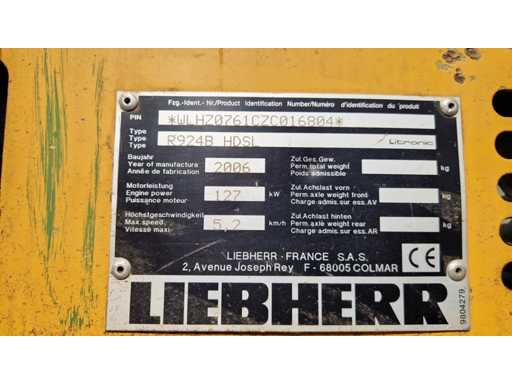 Fzg.-Ident.- Nr./Product Identification Number/Numéro d'identification du produit
PIN *WLHZ0761CZC016804*
Type
Type R924B HDSL Litronic
Type
Baujahr
Year of manufactura 2006
Année de fabrication
Zul.Ges.Gew.
Perm.total weight kg
Poids admissible
Motorleistung
Engine power 127 kW
Puissance moteur
Zul.Achslast vorn
Perm.axle weight front kg
Charge admis.sur ess.AV
Höchstgeschwindigkeit
Max speed 5,2 km/h
Vitesse maxi
Zul.Achslast hinten
Perm.axle weight rear kg
Charge admis.sur ess.AR
LIEBHERR - FRANCE S.A.S.
2, Avenue Joseph Rey F - 68005 COLMAR
CE
LIEBHERR
9804279